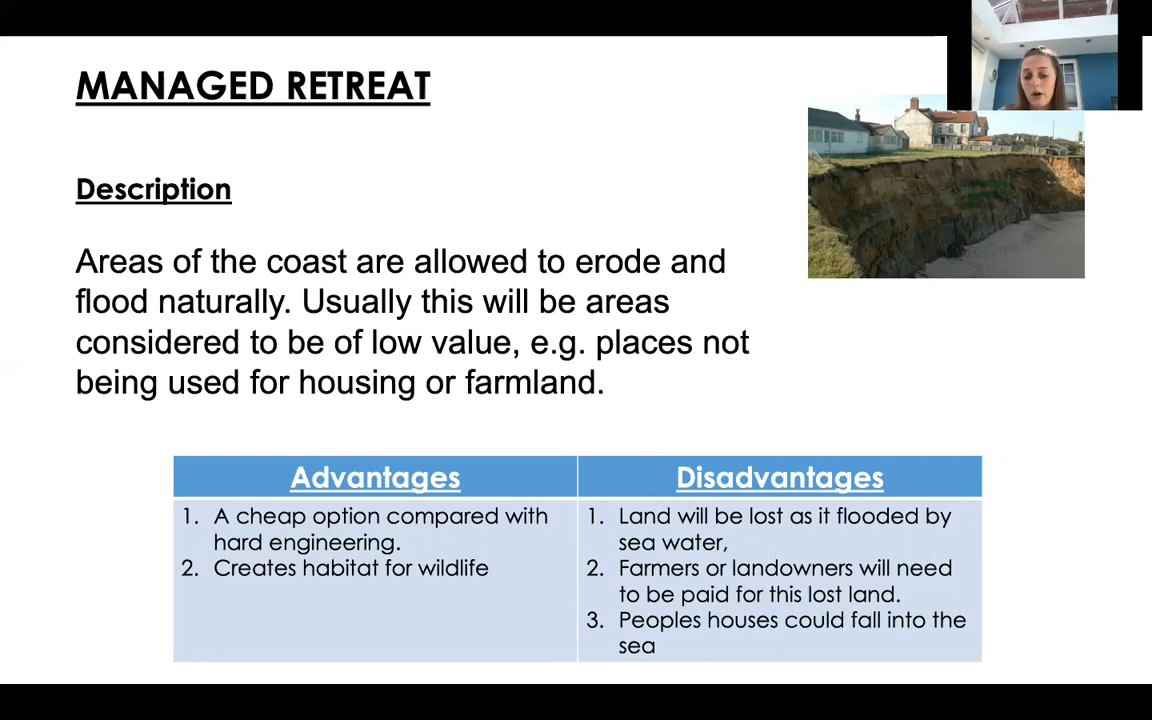 MANAGED RETREAT
Description
Areas of the coast are allowed to erode and
flood naturally. Usually this will be areas
considered to be of low value, e.g. places not
being used for housing or farmland.
Advantages
1. A cheap option compared with
hard engineering.
2. Creates habitat for wildlife
Disadvantages
1. Land will be lost as it flooded by
sea water,
2. Farmers or landowners will need
to be paid for this lost land.
3. Peoples houses could fall into the
sea